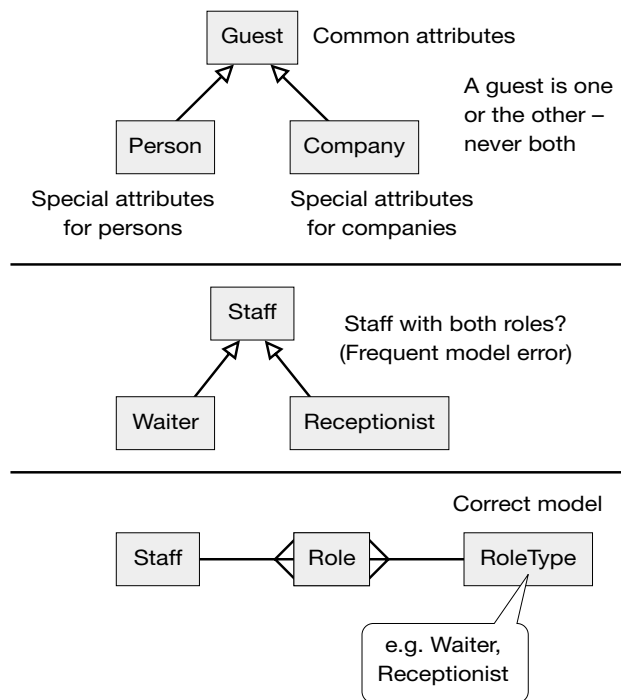 Guest
Common attributes
A guest is one
or the other –
never both
Person
Company
Special attributes
for persons
Special attributes
for companies
Staff
Staff with both roles?
(Frequent model error)
Waiter
Receptionist
Correct model
Staff
Role
RoleType
e.g. Waiter,
Receptionist